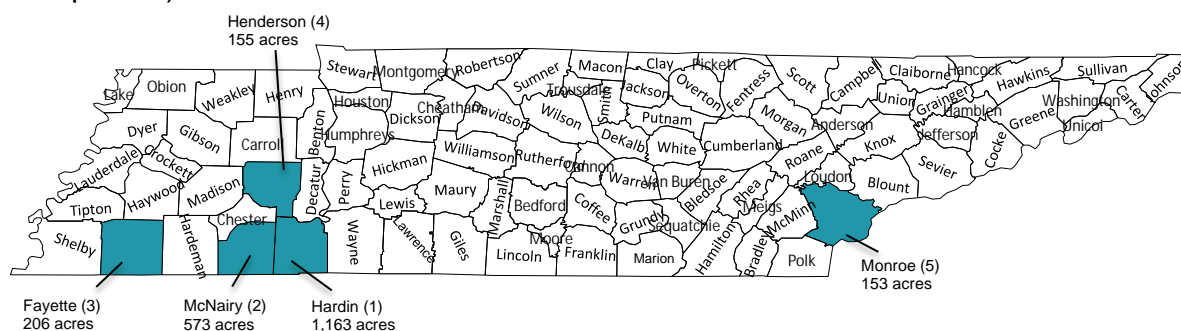 Henderson (4)
155 acres
Stewart
Montgomery
Robertson
Sumner
Macon
Clay
Pickett
Scott
Campbell
Claiborne
Hancock
Hawkins
Sullivan
Johnson
Lake
Obion
Weakley
Henry
Houston
Cheatham
Davidson
Trousdale
Smith
Jackson
Overton
Fentress
Union
Grainger
Hamblen
Washington
Carter
Dyer
Gibson
Carroll
Benton
Humphreys
Dickson
Wilson
Putnam
Morgan
Anderson
Knox
Jefferson
Greene
Unicol
Lauderdale
Crockett
Decatur
Perry
Hickman
Williamson
Rutherford
Cannon
DeKalb
White
Cumberland
Roane
Loudon
Blount
Sevier
Cocke
Tipton
Haywood
Madison
Chester
Lewis
Maury
Marshall
Bedford
Coffee
Warren
Van Buren
Bledsoe
Rhea
Meigs
McMinn
Shelby
Hardeman
Wayne
Lawrence
Giles
Lincoln
Moore
Franklin
Grundy
Sequatchie
Marion
Hamilton
Bradley
Polk
Monroe (5)
153 acres
Fayette (3)
206 acres
McNairy (2)
573 acres
Hardin (1)
1,163 acres